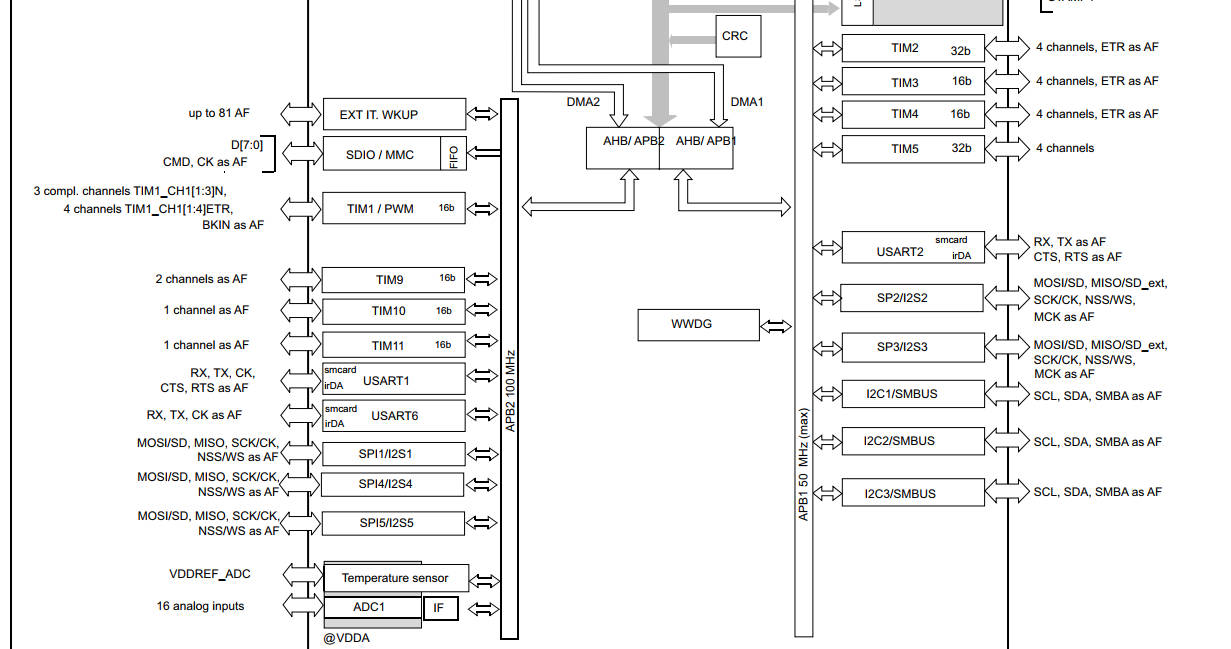 CRC
TIM2 32b
4 channels, ETR as AF
TIM3 16b
4 channels, ETR as AF
TIM4 16b
4 channels, ETR as AF
TIM5 32b
4 channels
DMA2
DMA1
AHB/ APB2
AHB/ APB1
up to 81 AF
EXT IT. WKUP
D[7:0]
CMD, CK as AF
SDIO / MMC
FIFO
3 compl. channels TIM1_CH1[1:3]N,
4 channels TIM1_CH1[1:4]ETR,
BKIN as AF
TIM1 / PWM 16b
2 channels as AF
TIM9 16b
1 channel as AF
TIM10 16b
1 channel as AF
TIM11 16b
RX, TX, CK,
CTS, RTS as AF
smcard
irDA
USART1
RX, TX, CK as AF
smcard
irDA
USART6
MOSI/SD, MISO, SCK/CK,
NSS/WS as AF
SPI1/I2S1
MOSI/SD, MISO, SCK/CK,
NSS/WS as AF
SPI4/I2S4
MOSI/SD, MISO, SCK/CK,
NSS/WS as AF
SPI5/I2S5
VDDREF_ADC
Temperature sensor
16 analog inputs
ADC1
IF
@VDDA
APB2 100 MHz
WWDG
APB1 50 MHz (max)
USART2
smcard
irDA
RX, TX as AF
CTS, RTS as AF
SP2/I2S2
MOSI/SD, MISO/SD_ext,
SCK/CK, NSS/WS,
MCK as AF
SP3/I2S3
MOSI/SD, MISO/SD_ext,
SCK/CK, NSS/WS,
MCK as AF
I2C1/SMBUS
SCL, SDA, SMBA as AF
I2C2/SMBUS
SCL, SDA, SMBA as AF
I2C3/SMBUS
SCL, SDA, SMBA as AF